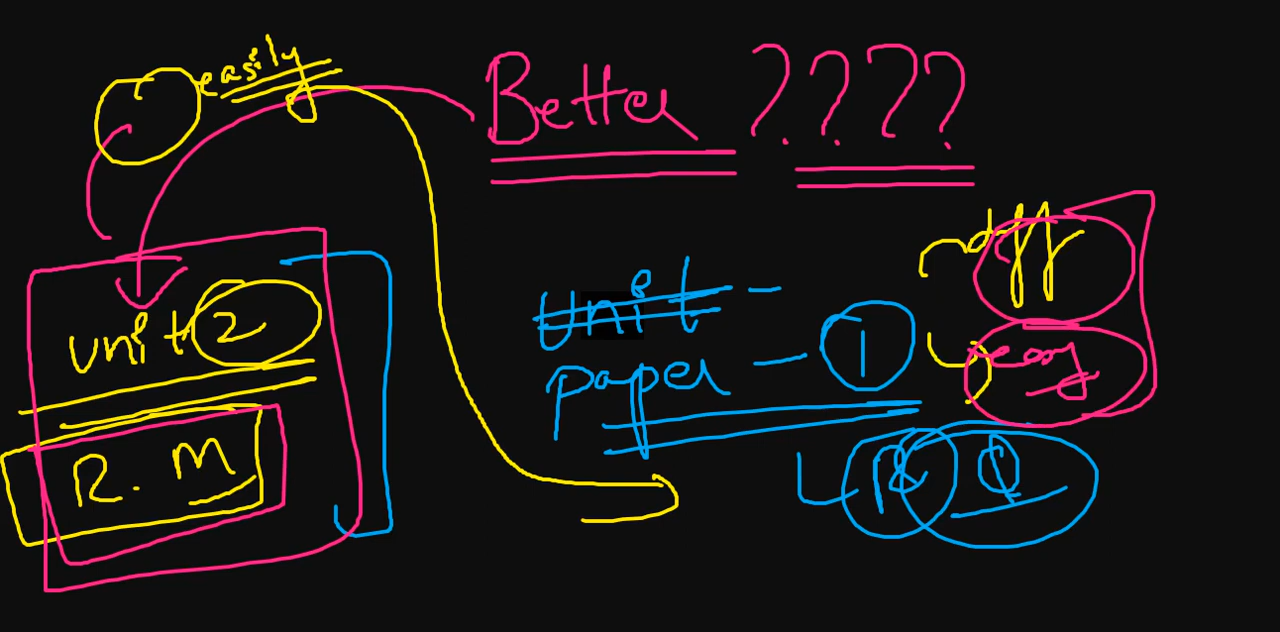 easily
Better ????
diff
Unit -
unit 2
paper - 1
easy
R. M
R Q